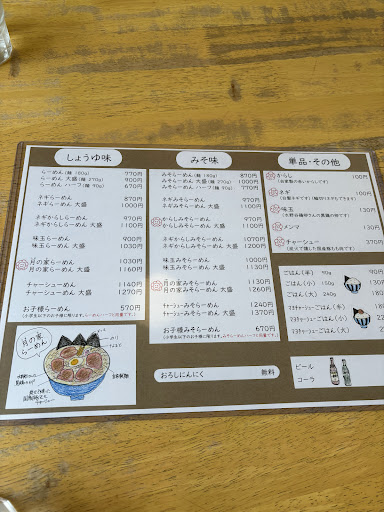 しょうゆ味
らーめん(麺 180g) 770円
らーめん 大盛(麺 270g) 900円
らーめん ハーフ(麺 90g) 670円
ネギらーめん 870円
ネギらーめん 大盛 1000円
ネギからしらーめん 970円
ネギからしらーめん 大盛 1100円
味玉らーめん 900円
味玉らーめん 大盛 1030円
月の家らーめん 1030円
月の家らーめん 大盛 1160円
チャーシューめん 1140円
チャーシューめん 大盛 1270円
お子様らーめん 570円
月の家
らーめん
みそ味
みそらーめん(麺 180g) 870円
みそらーめん 大盛(麺 270g) 1000円
みそらーめん ハーフ(麺 90g) 770円
ネギみそらーめん 970円
ネギみそらーめん 大盛 1100円
からしみそらーめん 970円
からしみそらーめん 大盛 1100円
ネギからしみそらーめん 1070円
ネギからしみそらーめん 大盛 1200円
味玉みそらーめん 1000円
味玉みそらーめん 大盛 1130円
月の家みそらーめん 1130円
月の家みそらーめん 大盛 1260円
チャーシューみそらーめん 1240円
チャーシューみそらーめん 大盛 1370円
お子様みそらーめん 670円
おろしにんにく 無料
単品・その他
からし 100円
ネギ
味玉
メンマ
チャーシュー 370円
ごはん(半) 90g
ごはん(小) 150g
ごはん(大) 240g
ビール
コーラ